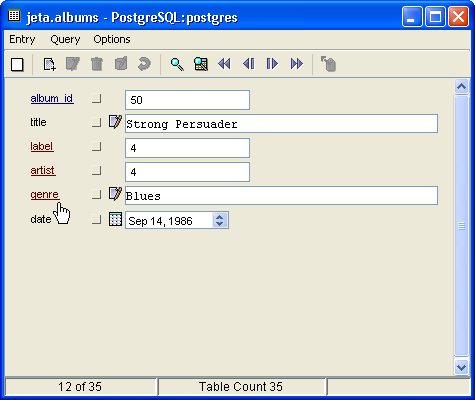 jeta.albums - PostgreSQL:postgres
Entry Query Options
album_id 50
title Strong Persuader
label 4
artist 4
genre Blues
date Sep 14, 1986
12 of 35 Table Count 35